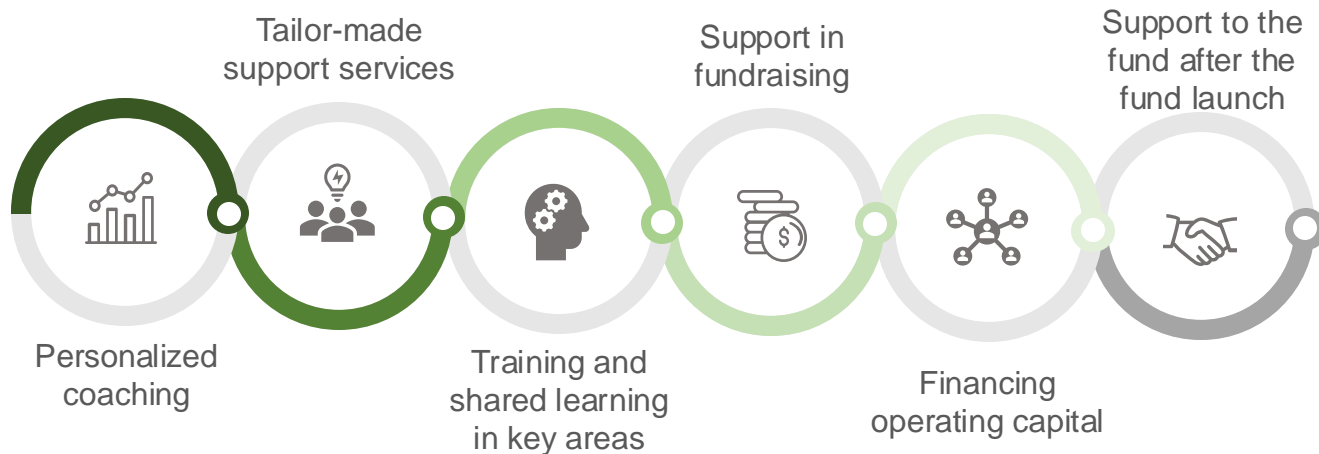 Personalized
coaching
Tailor-made
support services
Training and
shared learning
in key areas
Support in
fundraising
$
Financing
operating capital
Support to the
fund after the
fund launch